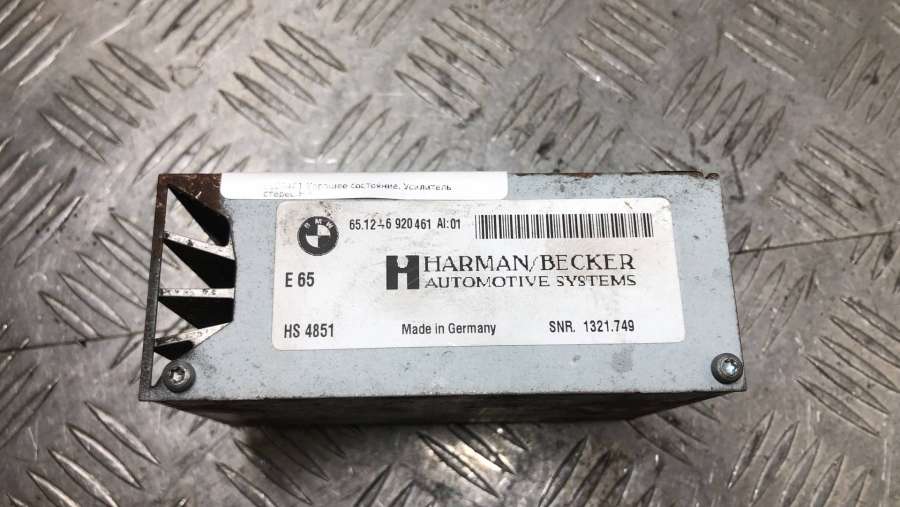 состояние. Усилитель
BMW
65.12-6 920 461 AI:01
HARMAN/BECKER
AUTOMOTIVE SYSTEMS
E 65
HS 4851
Made in Germany
SNR. 1321.749